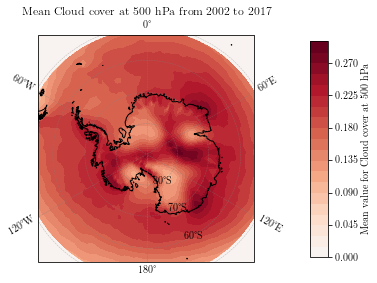 Mean Cloud cover at 500 hPa from 2002 to 2017
0°
60°W
60°E
120°W
120°E
180°
80°S
70°S
60°S
0.270
0.225
0.180
0.135
0.090
0.045
0.000
Mean value for Cloud cover at 500 hPa